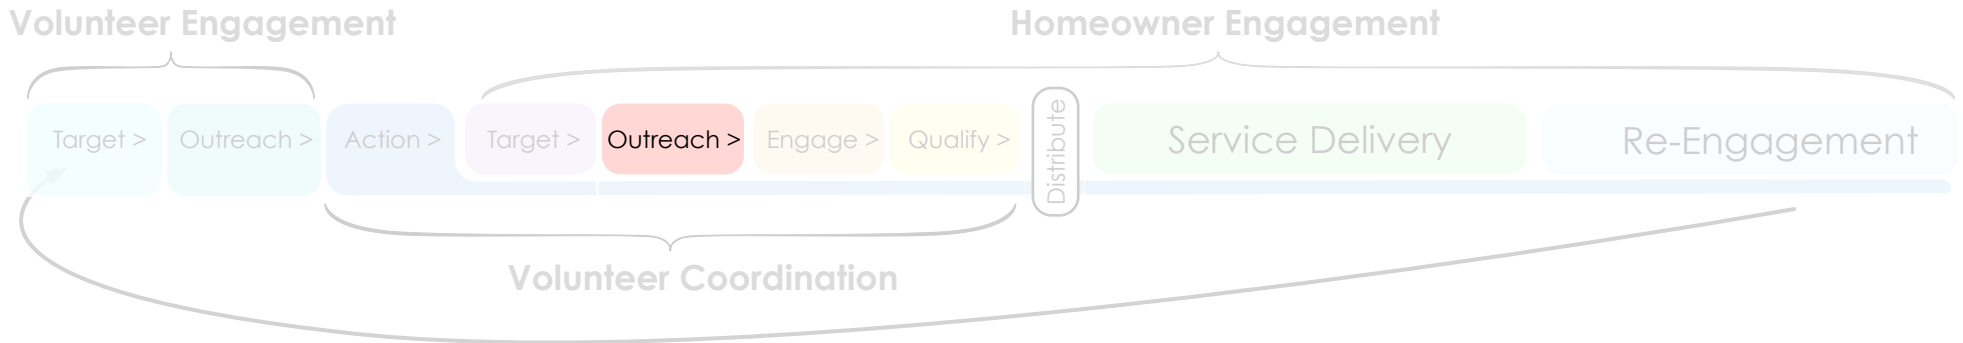 Volunteer Engagement
Homeowner Engagement
Target >
Outreach >
Action >
Target >
Outreach >
Engage >
Qualify >
Distribute
Service Delivery
Re-Engagement
Volunteer Coordination